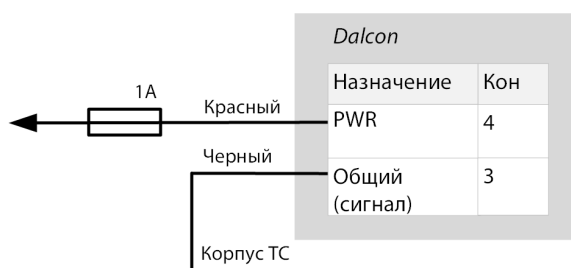 Dalcon
Назначение Кон
1А
Красный
PWR 4
Черный
Общий 3
(сигнал)
Корпус ТС